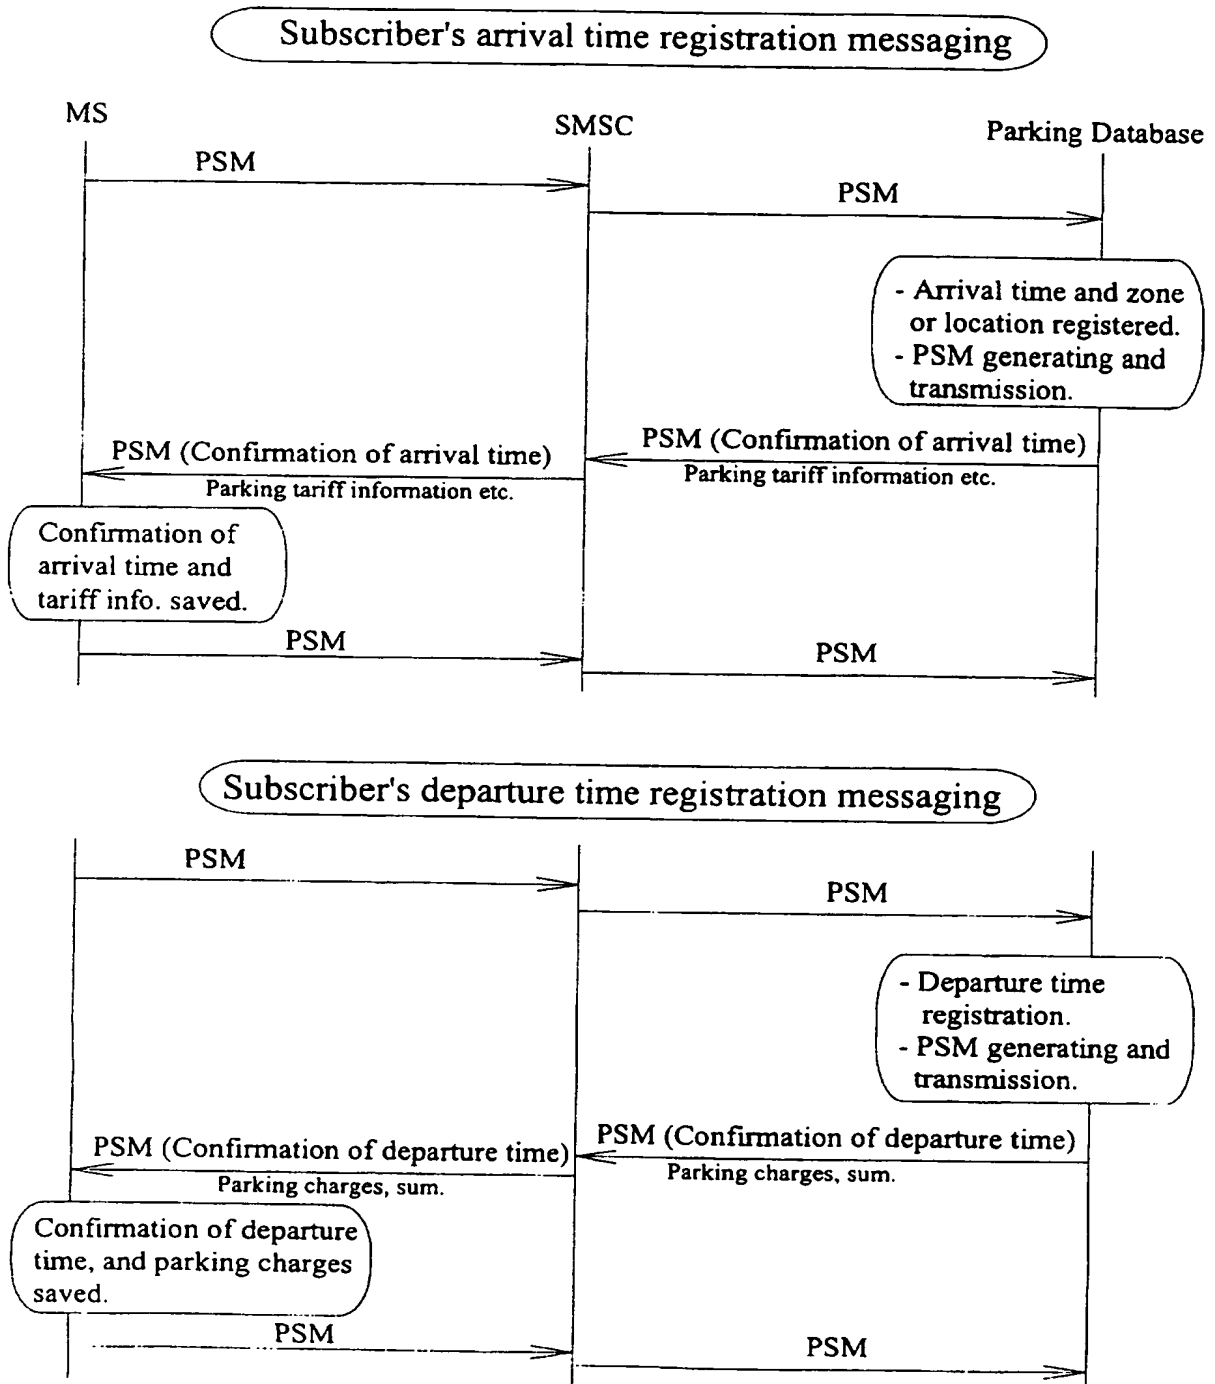 Subscriber's arrival time registration messaging
MS
SMSC
Parking Database
PSM
PSM
- Arrival time and zone
or location registered.
- PSM generating and
transmission.
PSM (Confirmation of arrival time)
Parking tariff information etc.
PSM (Confirmation of arrival time)
Parking tariff information etc.
Confirmation of
arrival time and
tariff info. saved.
PSM
PSM
Subscriber's departure time registration messaging
PSM
PSM
- Departure time
registration.
- PSM generating and
transmission.
PSM (Confirmation of departure time)
Parking charges, sum.
PSM (Confirmation of departure time)
Parking charges, sum.
Confirmation of departure
time, and parking charges
saved.
PSM
PSM